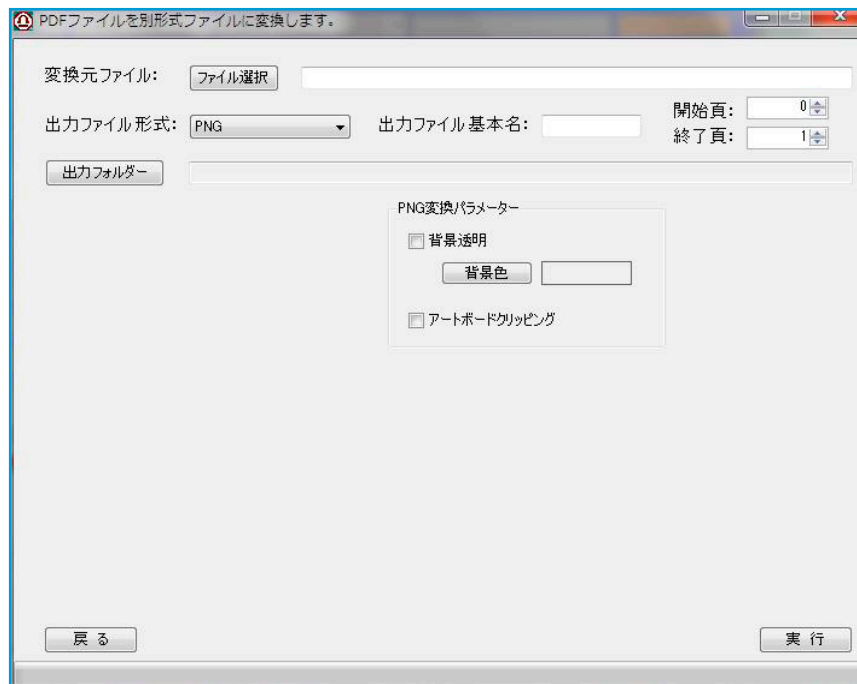 PDFファイルを別形式ファイルに変換します。
変換元ファイル: ファイル選択
出力ファイル形式: PNG 出力ファイル基本名: 開始頁: 0
終了頁: 1
出力フォルダー
PNG変換パラメーター
背景透明
背景色
アートボードクリッピング
戻る 実行